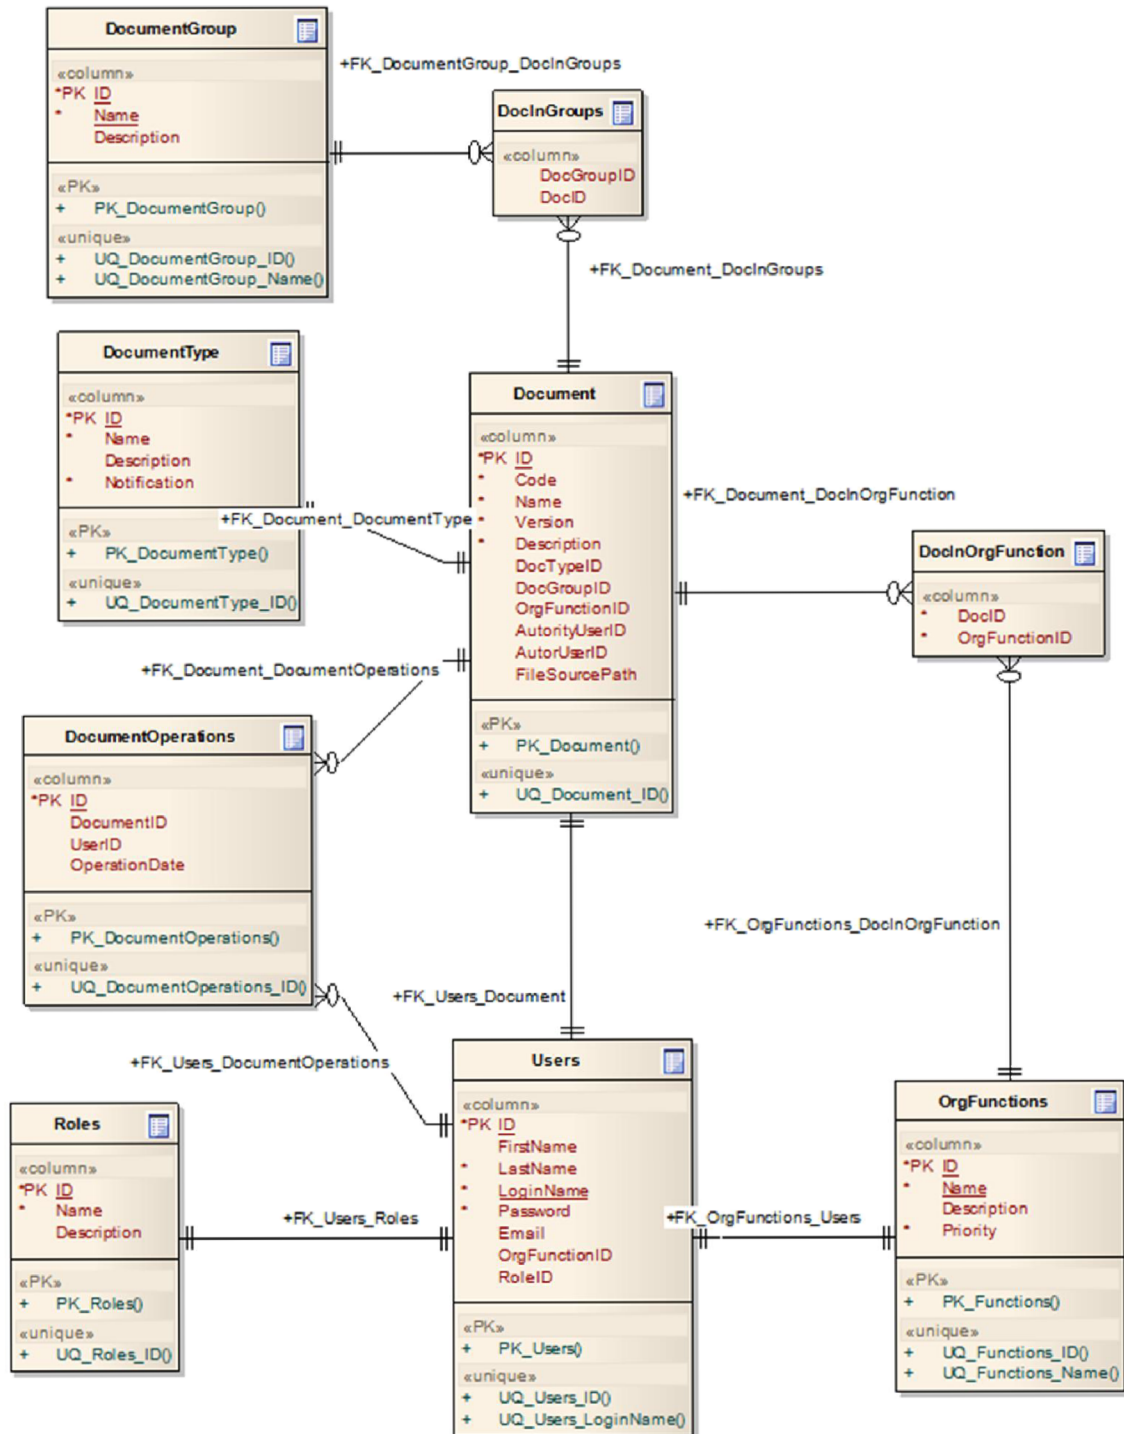 DocumentGroup
«column»
*PK ID
* Name
Description
«PK»
+ PK_DocumentGroup()
«unique»
+ UQ_DocumentGroup_ID()
+ UQ_DocumentGroup_Name()
+FK_DocumentGroup_DocInGroups
DocInGroups
«column»
DocGroupID
DocID
+FK_Document_DocInGroups
DocumentType
«column»
*PK ID
* Name
Description
* Notification
«PK»
+ PK_DocumentType()
«unique»
+ UQ_DocumentType_ID()
+FK_Document_DocumentType
Document
«column»
*PK ID
* Code
* Name
* Version
* Description
DocTypeID
DocGroupID
OrgFunctionID
AutorityUserID
AutorUserID
FileSourcePath
«PK»
+ PK_Document()
«unique»
+ UQ_Document_ID()
+FK_Document_DocInOrgFunction
DocInOrgFunction
«column»
* DocID
* OrgFunctionID
+FK_Document_DocumentOperations
DocumentOperations
«column»
*PK ID
DocumentID
UserID
OperationDate
«PK»
+ PK_DocumentOperations()
«unique»
+ UQ_DocumentOperations_ID()
+FK_OrgFunctions_DocInOrgFunction
+FK_Users_Document
+FK_Users_DocumentOperations
Roles
«column»
*PK ID
* Name
Description
«PK»
+ PK_Roles()
«unique»
+ UQ_Roles_ID()
+FK_Users_Roles
Users
«column»
*PK ID
FirstName
* LastName
* LoginName
* Password
Email
OrgFunctionID
RoleID
«PK»
+ PK_Users()
«unique»
+ UQ_Users_ID()
+ UQ_Users_LoginName()
+FK_OrgFunctions_Users
OrgFunctions
«column»
*PK ID
* Name
Description
* Priority
«PK»
+ PK_Functions()
«unique»
+ UQ_Functions_ID()
+ UQ_Functions_Name()